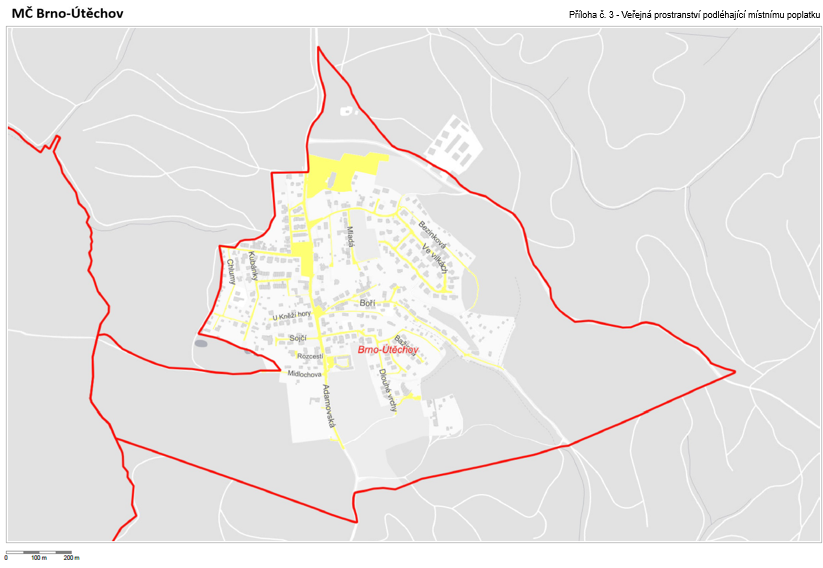 MČ Brno-Útěchov
Příloha č. 3 - Veřejná prostranství podléhající místnímu poplatku
Bezinková
Mladá
Ve vilkách
Klubánky
Chlumy
Boří
U Kněží hory
Sojčí
Brno-Útěchov
Rozcestí
Midlochova
Dlouhé vrchy
Adamovská
0 100 m 200 m